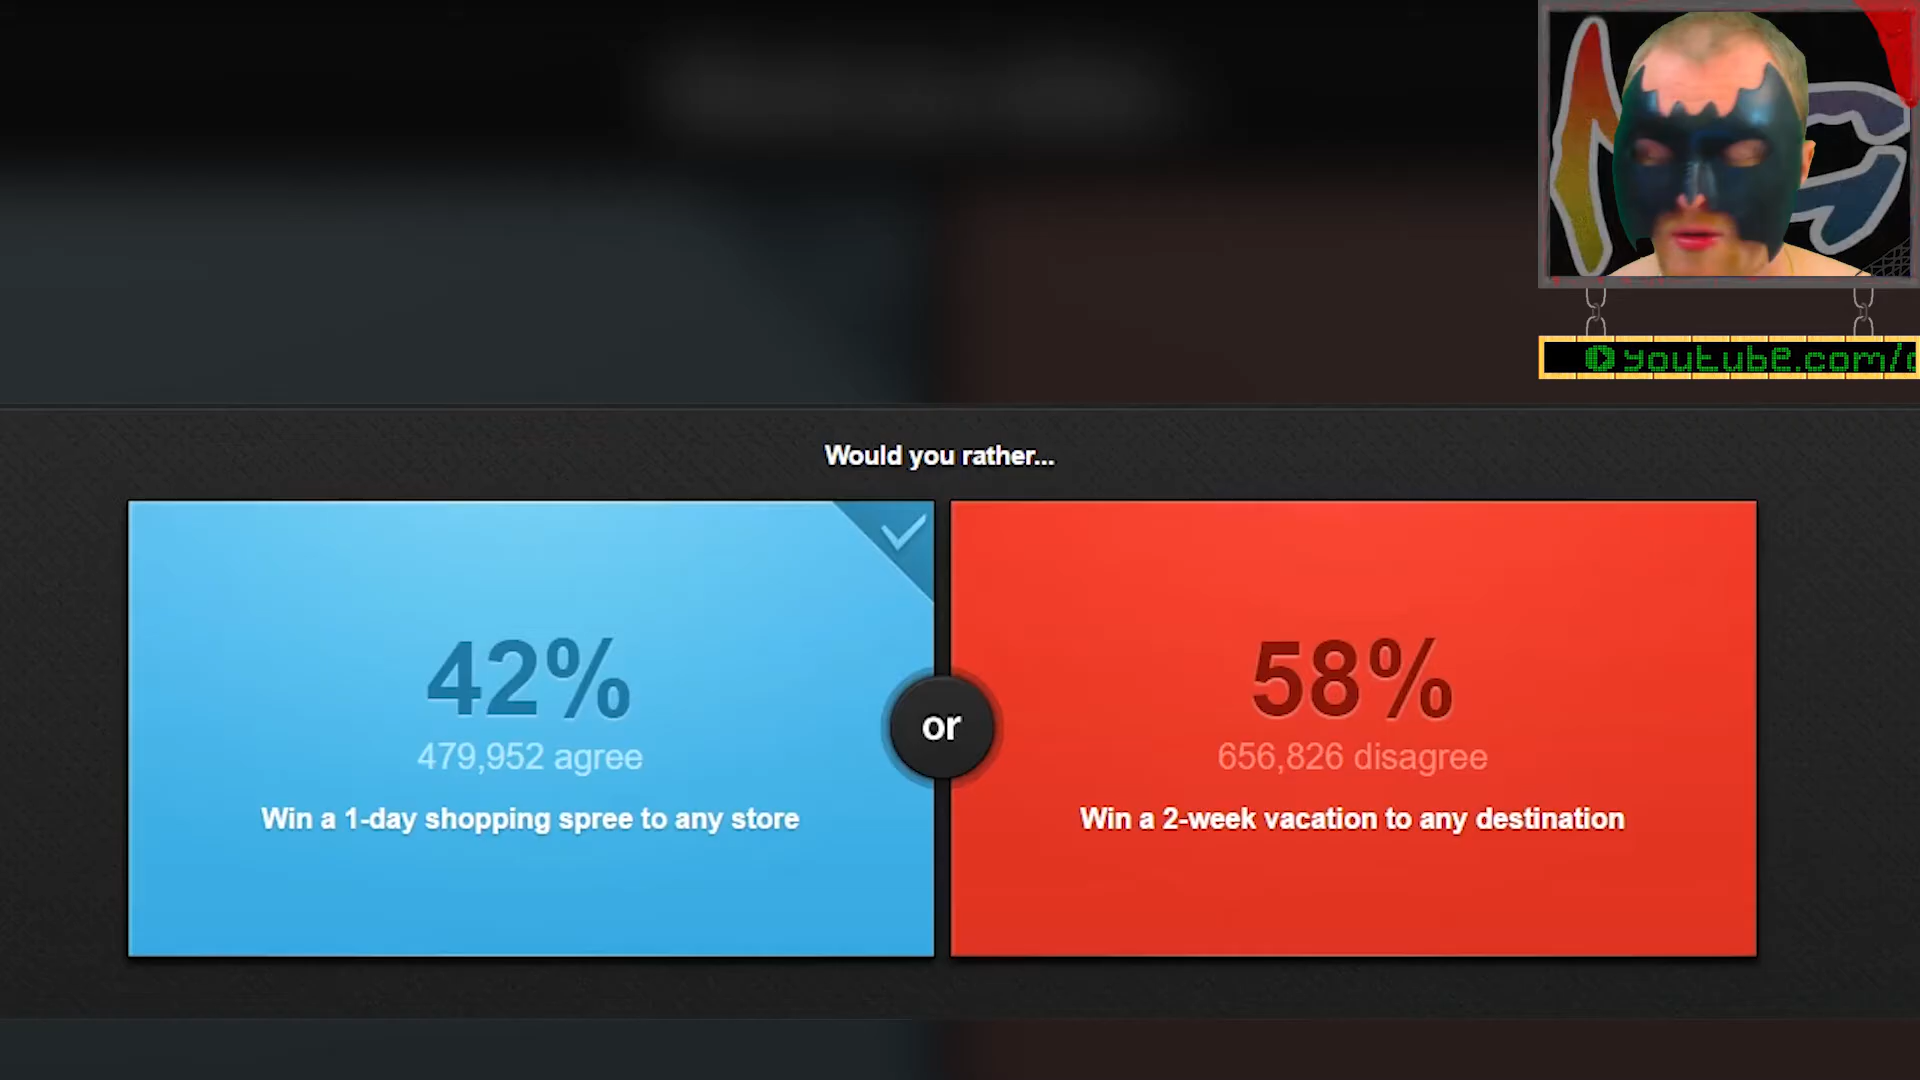 youtube.com/
Would you rather...
42%
479,952 agree
Win a 1-day shopping spree to any store
or
58%
656,826 disagree
Win a 2-week vacation to any destination